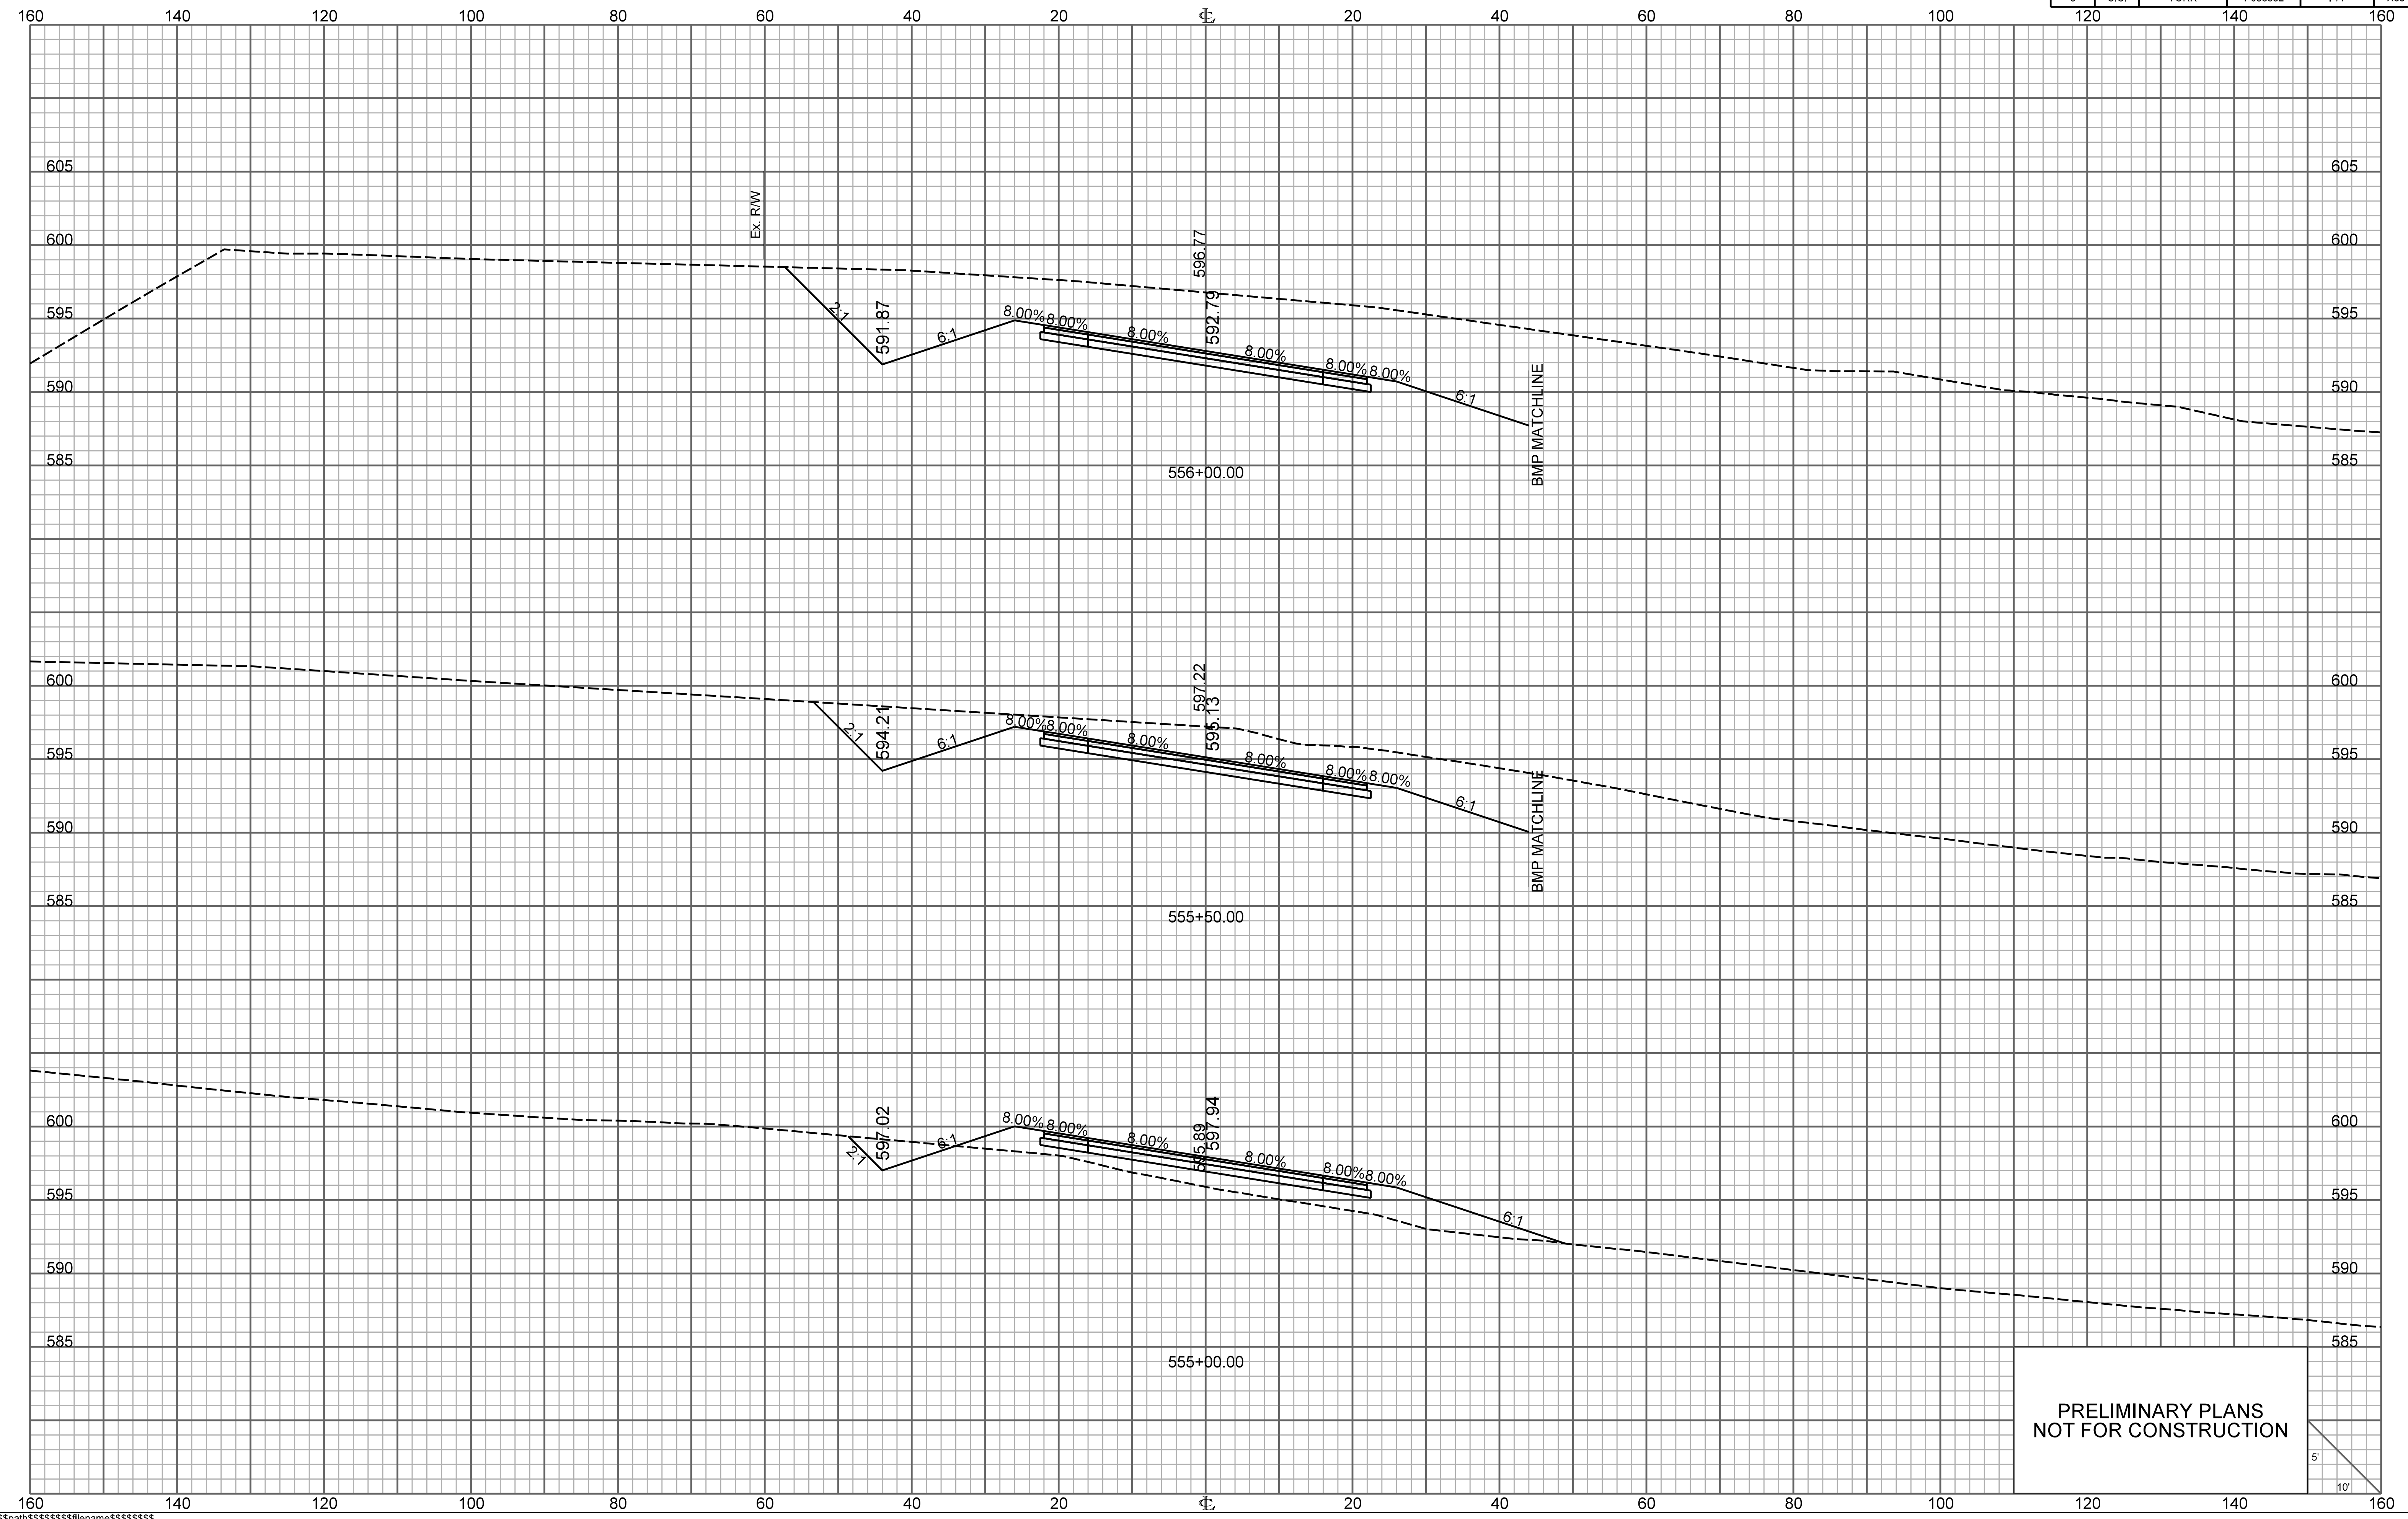 160 140 120 100 80 60 40 20 ℄ 20 40 60 80 100 120 140 160
605 605
Ex. R/W
600 596.77 600
595 2:1 591.87 6:1 8.00% 8.00% 8.00% 592.79 8.00% 8.00% 8.00% 595
590 6:1 BMP MATCHLINE 590
585 585
556+00.00
600 597.22 600
595 2:1 594.21 6:1 8.00% 8.00% 8.00% 595.13 8.00% 8.00% 8.00% 595
590 6:1 BMP MATCHLINE 590
585 585
555+50.00
600 597.02 8.00% 8.00% 8.00% 595.89 597.94 600
2:1 6:1 8.00% 8.00% 8.00%
595 6:1 595
590 590
585 585
555+00.00
PRELIMINARY PLANS
NOT FOR CONSTRUCTION
5'
10'
160 140 120 100 80 60 40 20 ℄ 20 40 60 80 100 120 140 160
$$path$$$$$$$$filename$$$$$$$$